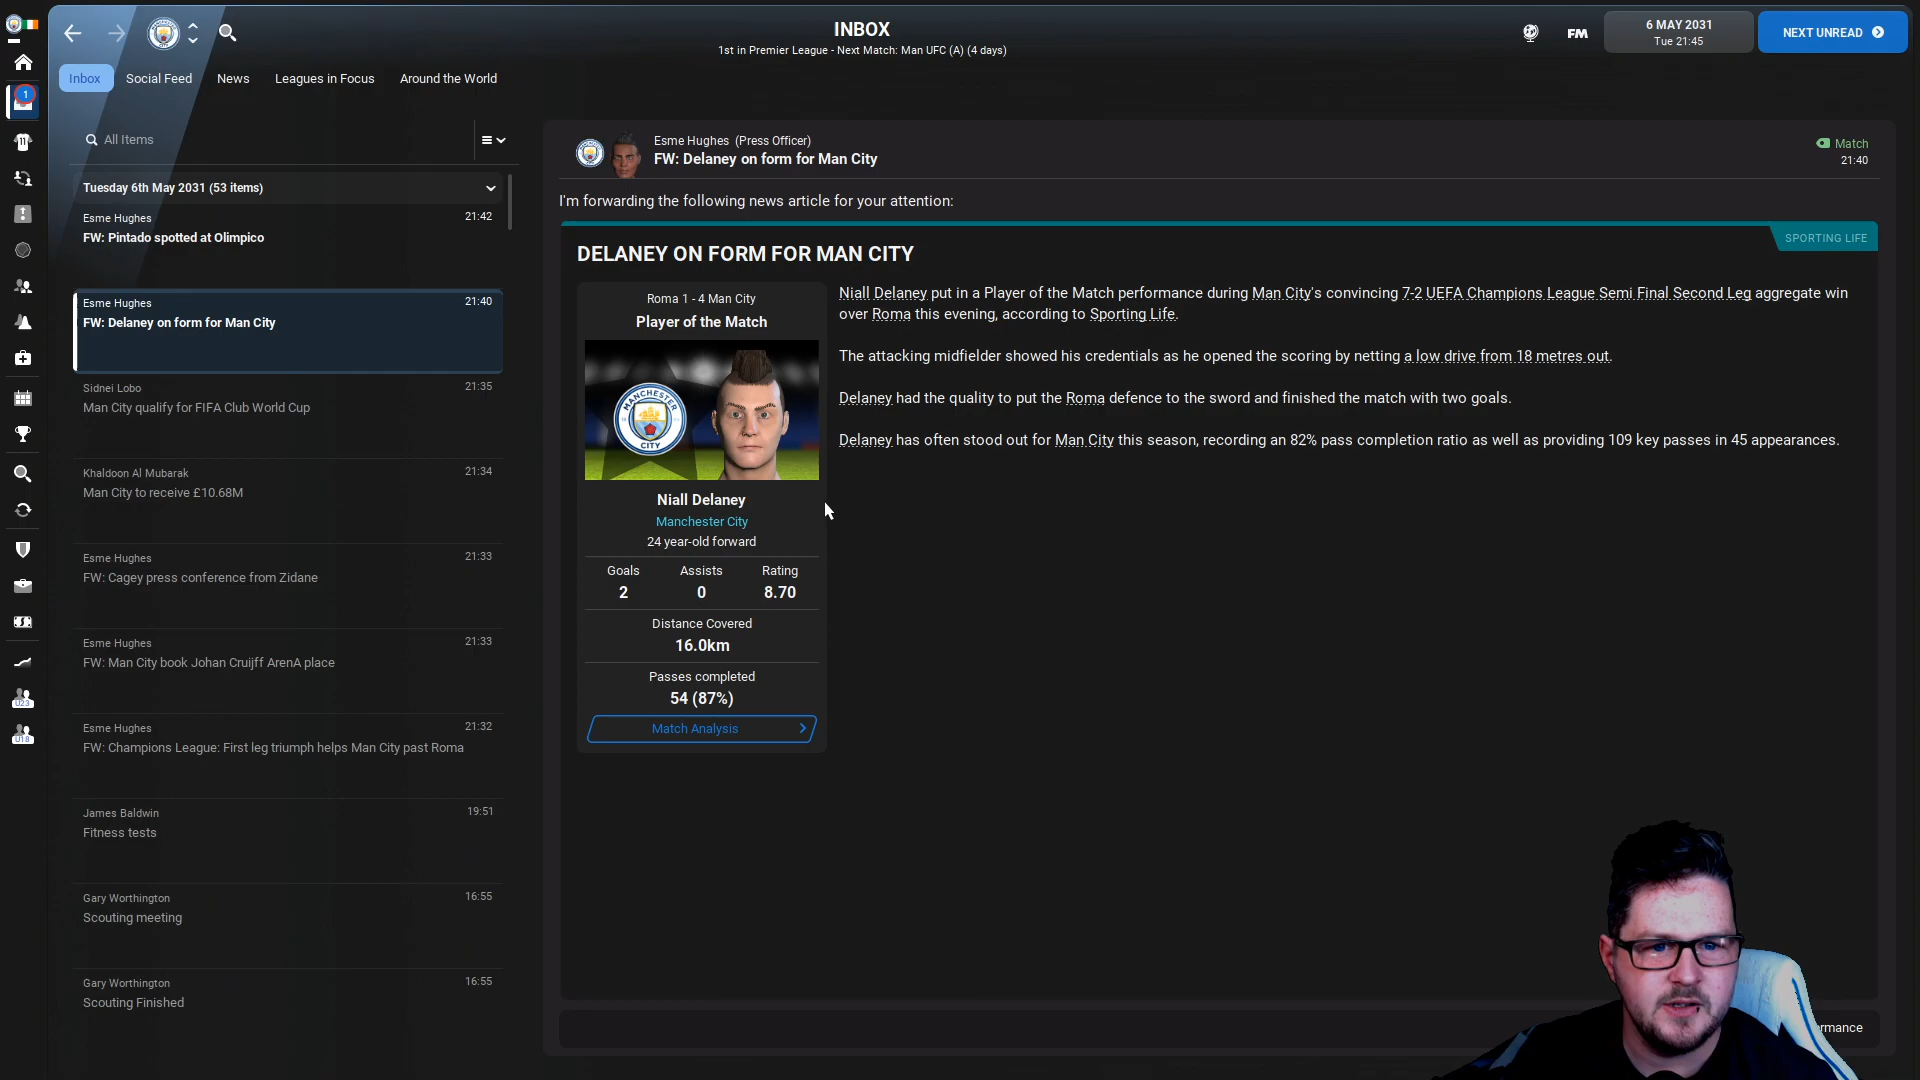 INBOX
1st in Premier League - Next Match: Man UFC (A) (4 days)
FM
6 MAY 2031
Tue 21:45
NEXT UNREAD
Inbox
Social Feed
News
Leagues in Focus
Around the World
1
11
U23
U18
All Items
Tuesday 6th May 2031 (53 items)
Esme Hughes
21:42
FW: Pintado spotted at Olimpico
Esme Hughes
21:40
FW: Delaney on form for Man City
Sidnei Lobo
21:35
Man City qualify for FIFA Club World Cup
Khaldoon Al Mubarak
21:34
Man City to receive £10.68M
Esme Hughes
21:33
FW: Cagey press conference from Zidane
Esme Hughes
21:33
FW: Man City book Johan Cruijff ArenA place
Esme Hughes
21:32
FW: Champions League: First leg triumph helps Man City past Roma
James Baldwin
19:51
Fitness tests
Gary Worthington
16:55
Scouting meeting
Gary Worthington
16:55
Scouting Finished
Esme Hughes (Press Officer)
FW: Delaney on form for Man City
Match
21:40
I'm forwarding the following news article for your attention:
SPORTING LIFE
DELANEY ON FORM FOR MAN CITY
Roma 1 - 4 Man City
Player of the Match
MANCHESTER
CITY
Niall Delaney
Manchester City
24 year-old forward
Goals Assists Rating
2 0 8.70
Distance Covered
16.0km
Passes completed
54 (87%)
Match Analysis
Niall Delaney put in a Player of the Match performance during Man City's convincing 7-2 UEFA Champions League Semi Final Second Leg aggregate win
over Roma this evening, according to Sporting Life.
The attacking midfielder showed his credentials as he opened the scoring by netting a low drive from 18 metres out.
Delaney had the quality to put the Roma defence to the sword and finished the match with two goals.
Delaney has often stood out for Man City this season, recording an 82% pass completion ratio as well as providing 109 key passes in 45 appearances.
rmance